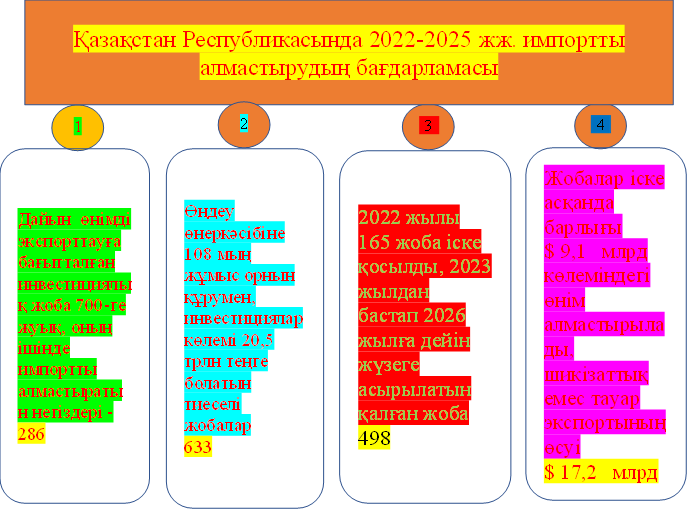 Қазақстан Республикасында 2022-2025 жж. импортты
алмастырудың бағдарламасы
1
Дайын өнімді
экспорттауға
бағытталған
инвестициялы
қ жоба 700-ге
жуық, оның
ішінде
импортты
алмастыраты
н негіздері -
286
2
Өңдеу
өнеркәсібіне
108 мың
жұмыс орнын
құрумен,
инвестициялар
көлемі 20,5
трлн теңге
болатын
тиеселі
жобалар
633
3
2022 жылы
165 жоба іске
қосылды, 2023
жылдан
бастап 2026
жылға дейін
жүзеге
асырылатын
қалған жоба
498
4
Жобалар іске
асқанда
барлығы
$ 9,1 млрд
көлеміндегі
өнім
алмастырыла
ды,
шикізаттық
емес тауар
экспортының
өсуі
$ 17,2 млрд